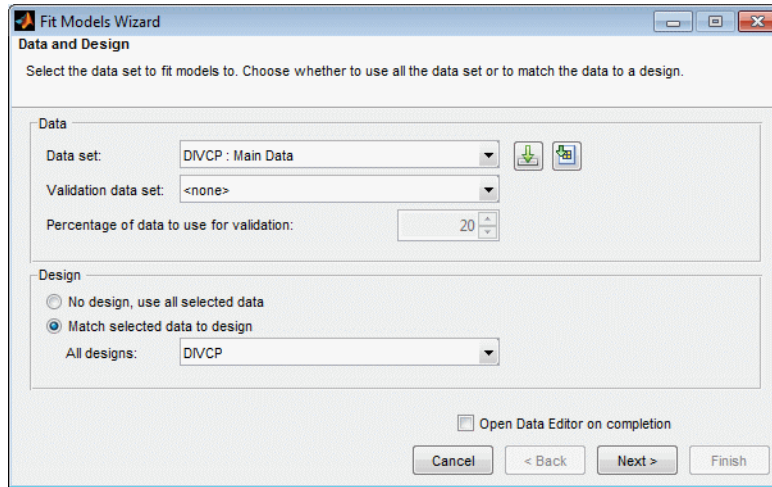 Fit Models Wizard
Data and Design
Select the data set to fit models to. Choose whether to use all the data set or to match the data to a design.
Data
Data set: DIVCP : Main Data
Validation data set: <none>
Percentage of data to use for validation: 20
Design
No design, use all selected data
Match selected data to design
All designs: DIVCP
Open Data Editor on completion
Cancel < Back Next > Finish